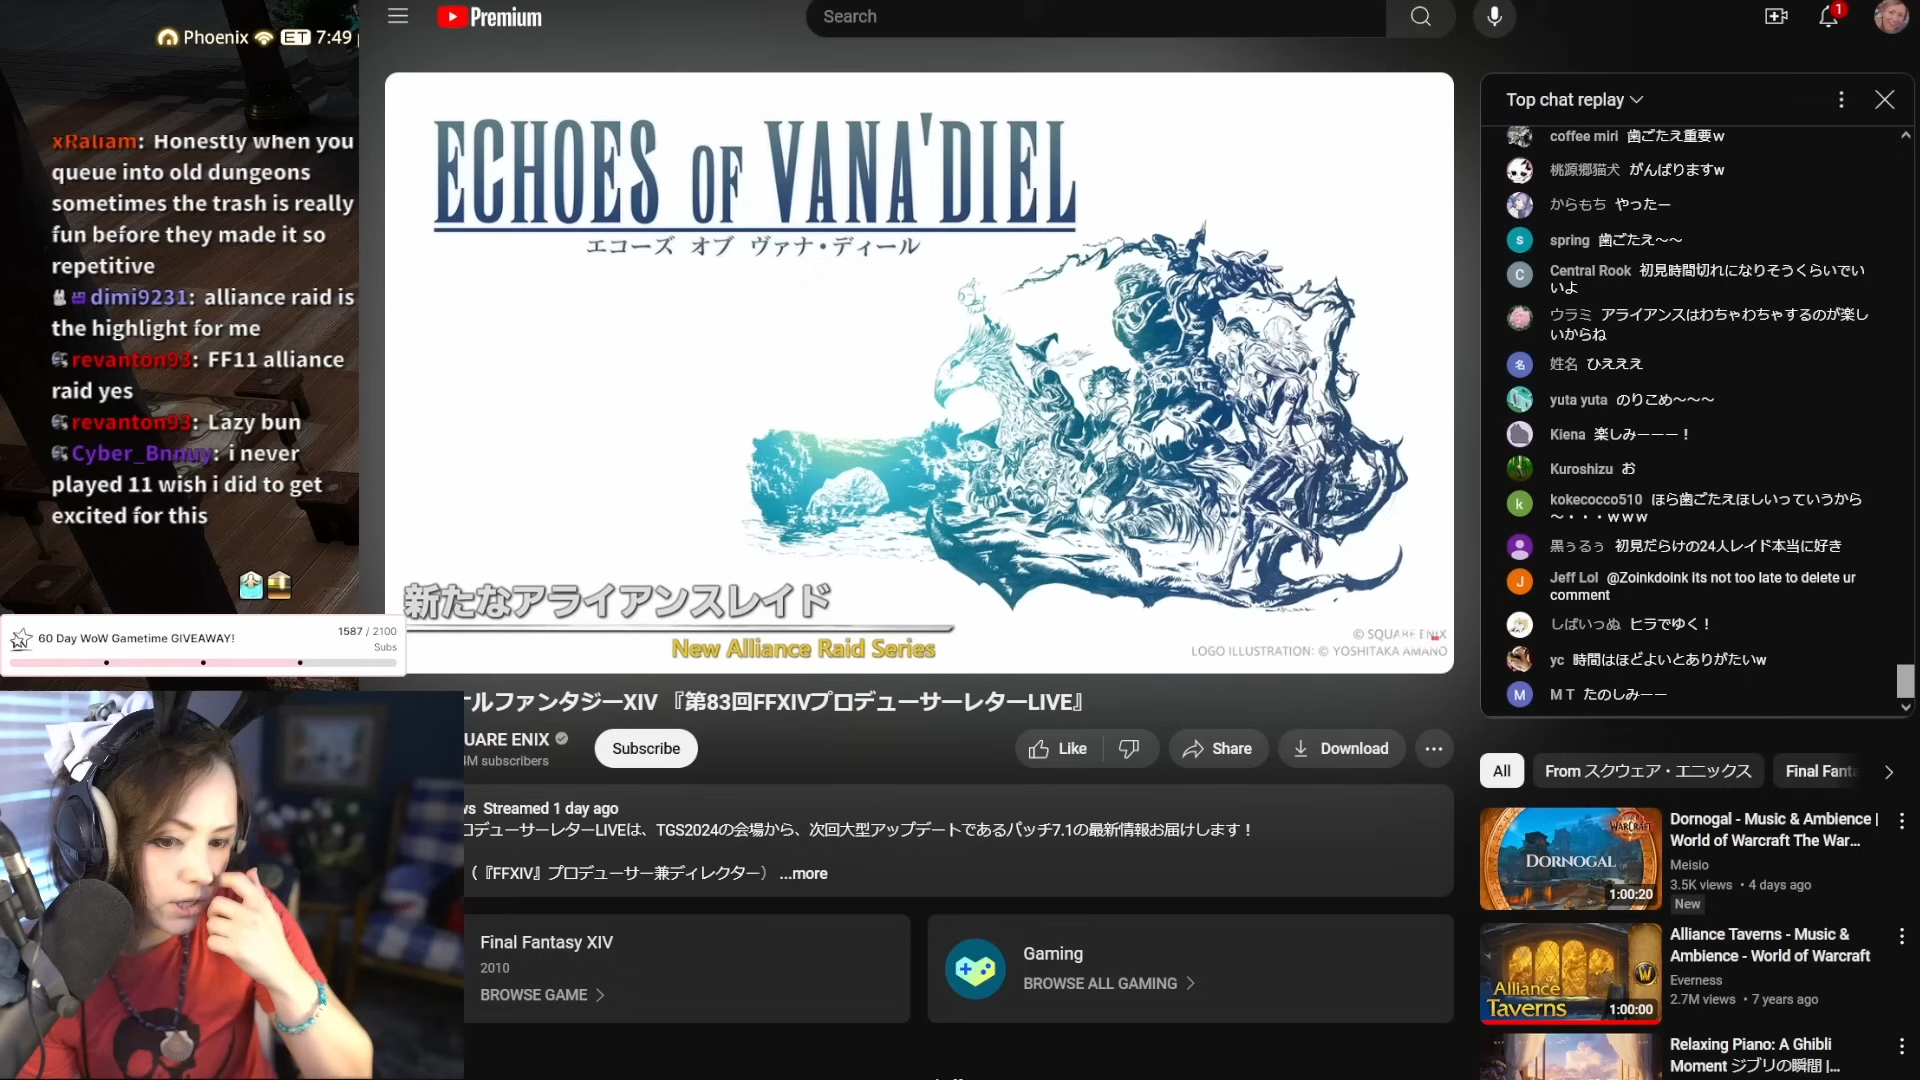 Phoenix ET 7:49
xRaliam: Honestly when you
queue into old dungeons
sometimes the trash is really
fun before they made it so
repetitive
dimi9231: alliance raid is
the highlight for me
revanton93: FF11 alliance
raid yes
revanton93: Lazy bun
Cyber_Bnnuy: i never
played 11 wish i did to get
excited for this
60 Day WoW Gametime GIVEAWAY!
1587 / 2100
Subs
Premium
Search
1
ECHOES OF VANA'DIEL
エコーズ オブ ヴァナ・ディール
新たなアライアンスレイド
New Alliance Raid Series
© SQUARE ENIX
LOGO ILLUSTRATION: © YOSHITAKA AMANO
ナルファンタジーXIV 『第83回FFXIVプロデューサーレターLIVE』
UARE ENIX
M subscribers
Subscribe
Like
Share
Download
ws Streamed 1 day ago
ロデューサーレターLIVEは、TGS2024の会場から、次回大型アップデートであるパッチ7.1の最新情報お届けします！
（『FFXIV』プロデューサー兼ディレクター） ...more
Final Fantasy XIV
2010
BROWSE GAME
Gaming
BROWSE ALL GAMING
Top chat replay
coffee miri 歯ごたえ重要w
桃源郷猫犬 がんばりますw
からもち やったー
s
spring 歯ごたえ～～
C
Central Rook 初見時間切れになりそうくらいでい
いよ
ウラミ アライアンスはわちゃわちゃするのが楽し
いからね
名
姓名 ひえええ
yuta yuta のりこめ～～～
Kiena 楽しみーーー！
Kuroshizu お
k
kokecocco510 ほら歯ごたえほしいっていうから
～・・・ｗｗｗ
黒ぅるぅ 初見だらけの24人レイド本当に好き
J
Jeff Lol @Zoinkdoink its not too late to delete ur
comment
しばいっぬ ヒラでゆく！
yc 時間はほどよいとありがたいw
M
M T たのしみーー
All
From スクウェア・エニックス
Final Fanta
WARCRAFT
DORNOGAL
1:00:20
Dornogal - Music & Ambience |
World of Warcraft The War...
Meisio
3.5K views • 4 days ago
New
Alliance
Taverns
1:00:00
Alliance Taverns - Music &
Ambience - World of Warcraft
Everness
2.7M views • 7 years ago
Relaxing Piano: A Ghibli
Moment ジブリの瞬間 |...